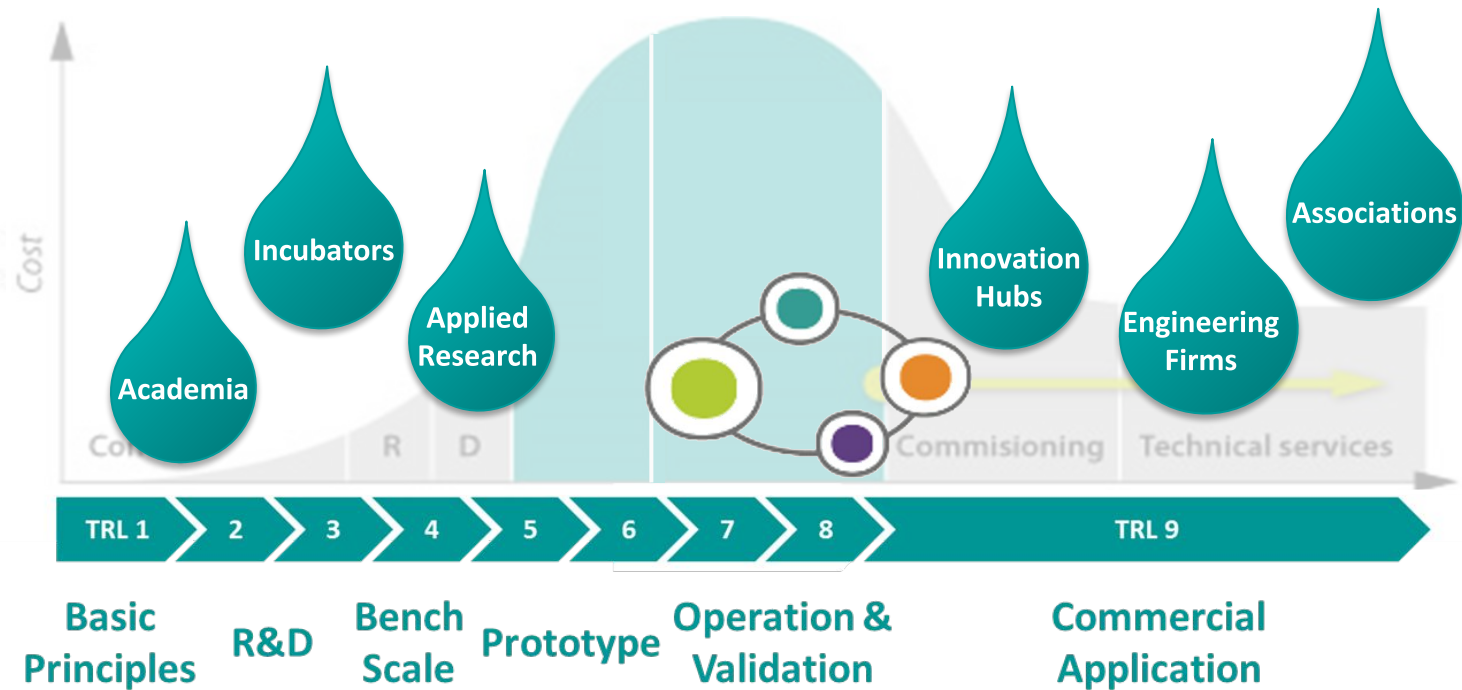 Associations
Incubators
Innovation
Hubs
Applied
Research
Engineering
Firms
Academia
Cost
R
D
Commisioning
Technical services
TRL 1
2
3
4
5
6
7
8
TRL 9
Basic
Principles
R&D
Bench
Scale
Prototype
Operation &
Validation
Commercial
Application